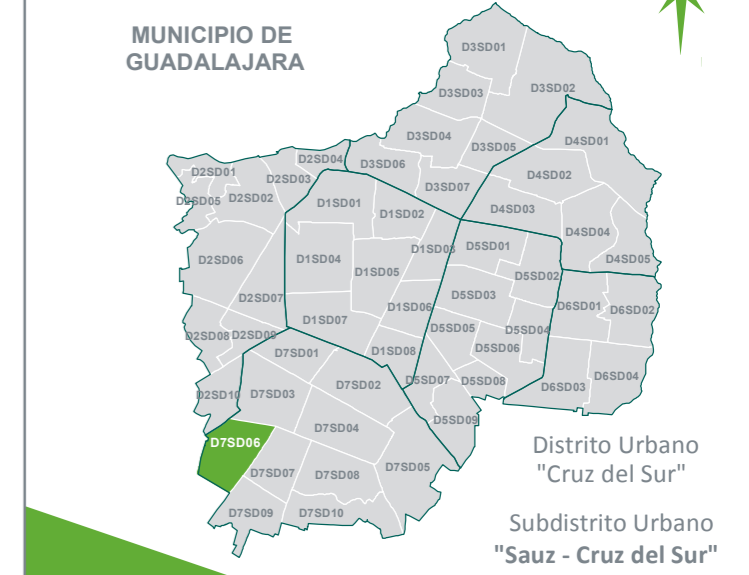 MUNICIPIO DE
GUADALAJARA
D3SD01
D3SD02
D3SD03
D3SD04
D3SD05
D4SD01
D2SD04
D3SD06
D2SD01
D2SD03
D4SD02
D3SD07
D2SD05
D2SD02
D1SD01
D1SD02
D4SD03
D4SD04
D1SD03
D5SD01
D2SD06
D1SD04
D4SD05
D1SD05
D5SD02
D2SD07
D5SD03
D1SD06
D6SD01
D6SD02
D1SD07
D5SD05
D5SD04
D2SD08
D2SD09
D5SD06
D7SD01
D1SD08
D6SD04
D5SD07
D5SD08
D7SD02
D6SD03
D2SD10
D7SD03
D5SD09
D7SD04
D7SD06
D7SD05
D7SD07
D7SD08
D7SD09
D7SD10
Distrito Urbano
"Cruz del Sur"
Subdistrito Urbano
"Sauz - Cruz del Sur"